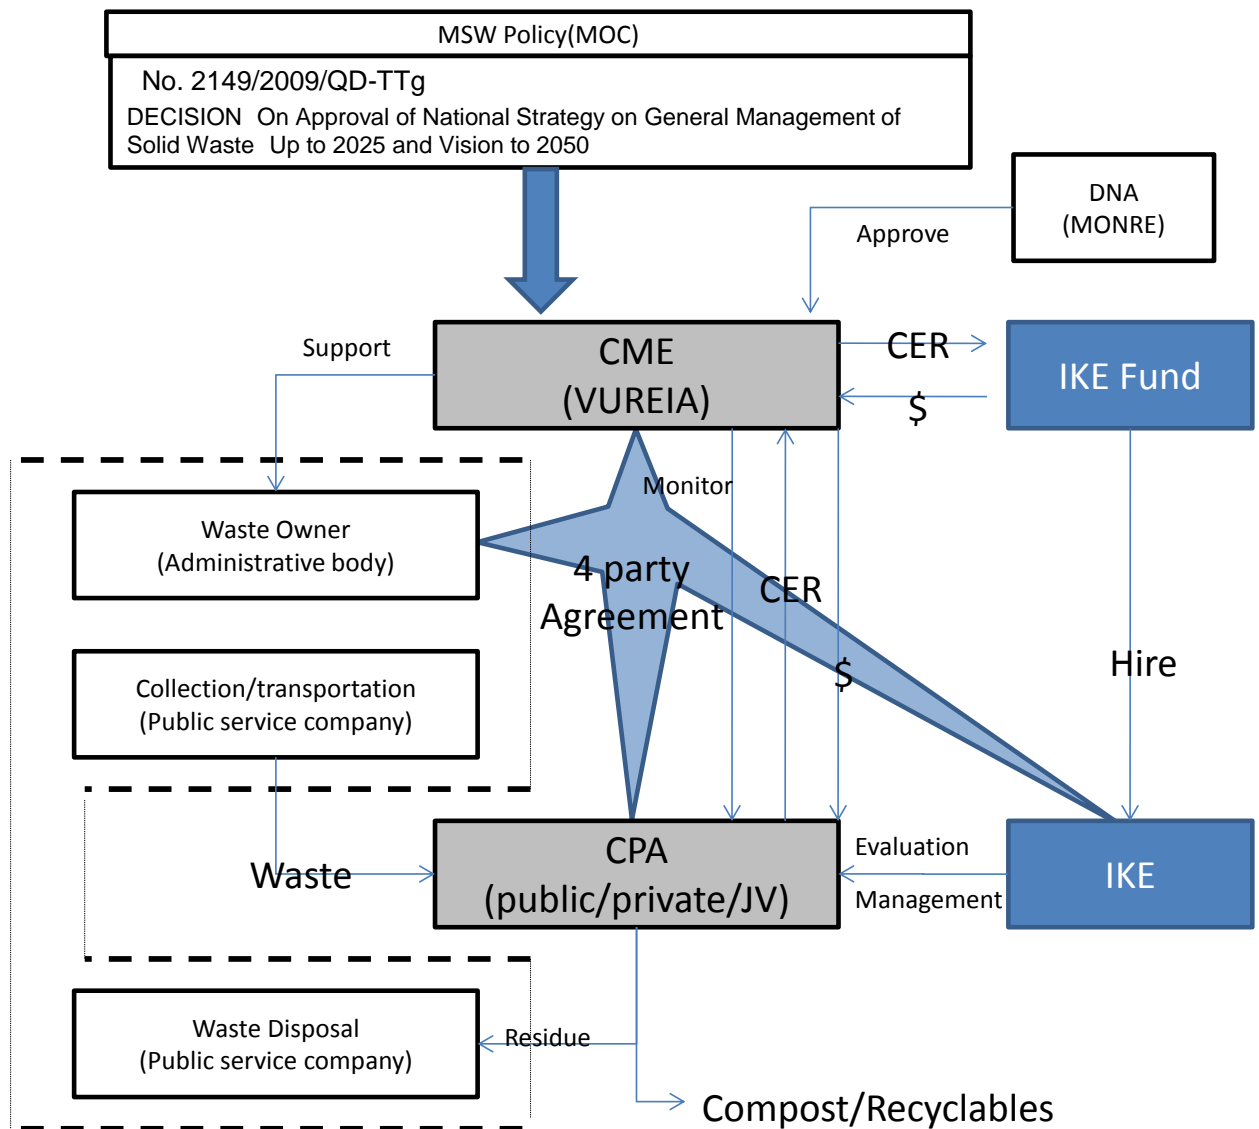 MSW Policy(MOC)
No. 2149/2009/QD-TTg
DECISION On Approval of National Strategy on General Management of
Solid Waste Up to 2025 and Vision to 2050
DNA
(MONRE)
Approve
Support
CME
(VUREIA)
CER
$
IKE Fund
Monitor
Waste Owner
(Administrative body)
4 party
Agreement
CER
$
Hire
Collection/transportation
(Public service company)
Waste
CPA
(public/private/JV)
Evaluation
Management
IKE
Waste Disposal
(Public service company)
Residue
Compost/Recyclables